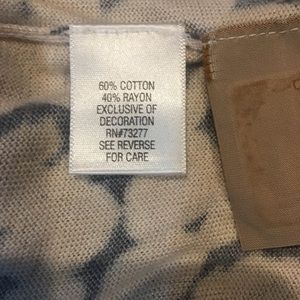 60% COTTON
40% RAYON
EXCLUSIVE OF
DECORATION
RN#73277
SEE REVERSE
FOR CARE